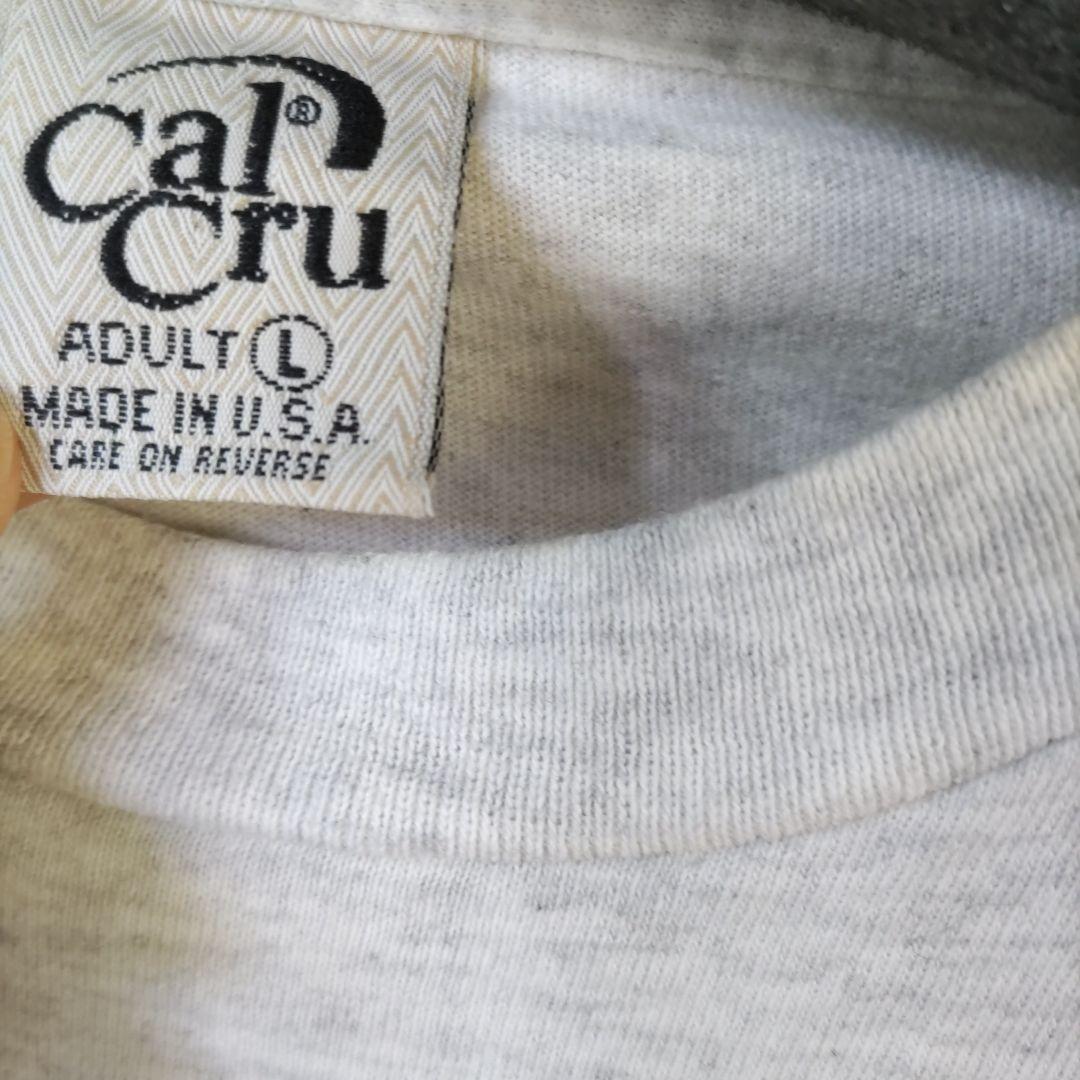 Cal®
Cru
ADULT L
MADE IN U.S.A.
CARE ON REVERSE